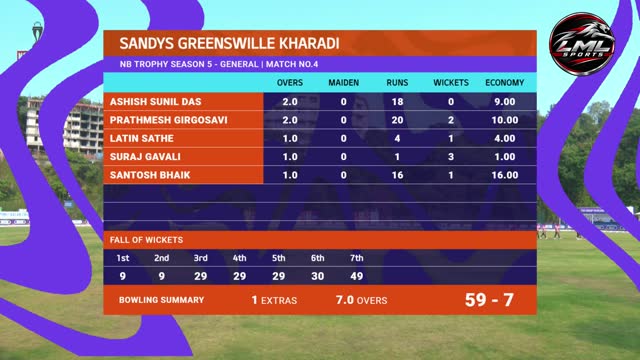 SANDYS GREENSWILLE KHARADI
LML
SPORTS
NB TROPHY SEASON 5 - GENERAL | MATCH NO.4
OVERS MAIDEN RUNS WICKETS ECONOMY
ASHISH SUNIL DAS 2.0 0 18 0 9.00
PRATHMESH GIRGOSAVI 2.0 0 20 2 10.00
LATIN SATHE 1.0 0 4 1 4.00
SURAJ GAVALI 1.0 0 1 3 1.00
SANTOSH BHAIK 1.0 0 16 1 16.00
FALL OF WICKETS
1st 2nd 3rd 4th 5th 6th 7th
9 9 29 29 29 30 49
BOWLING SUMMARY 1 EXTRAS 7.0 OVERS 59 - 7